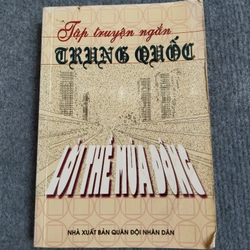 Tập truyện ngắn
TRUNG QUỐC
LỜI THỀ MÙA ĐÔNG
NHÀ XUẤT BẢN QUÂN ĐỘI NHÂN DÂN